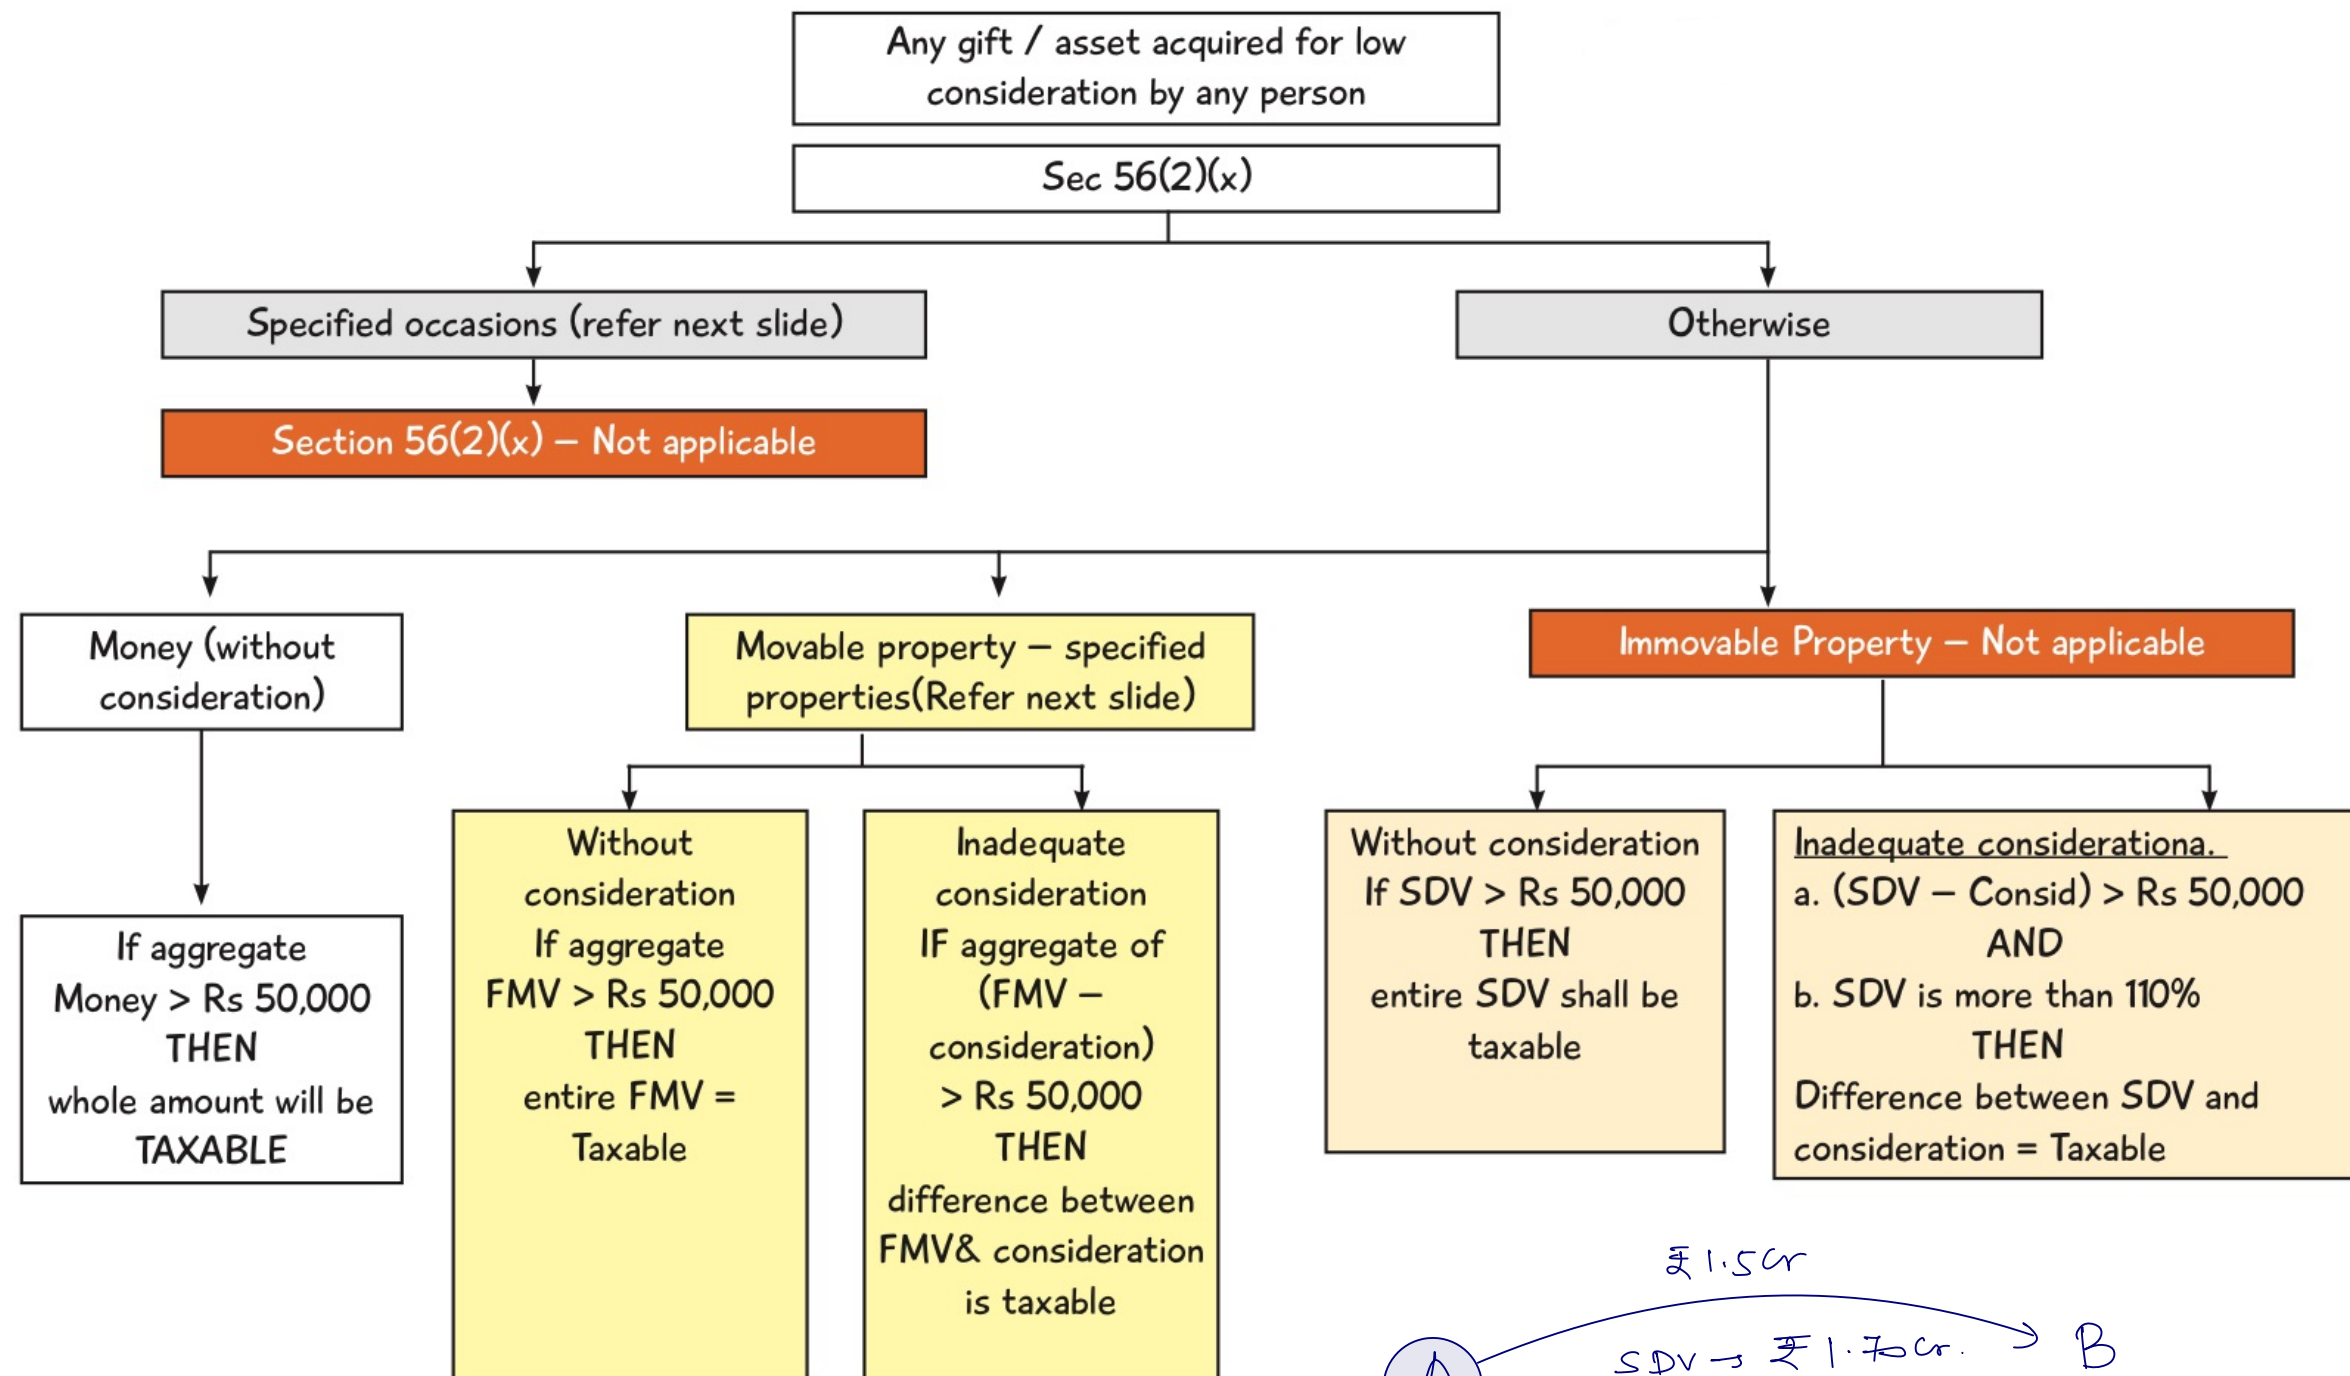 Any gift / asset acquired for low
consideration by any person
Sec 56(2)(x)
Specified occasions (refer next slide)
Otherwise
Section 56(2)(x) – Not applicable
Money (without
consideration)
Movable property – specified
properties(Refer next slide)
Immovable Property – Not applicable
If aggregate
Money > Rs 50,000
THEN
whole amount will be
TAXABLE
Without
consideration
If aggregate
FMV > Rs 50,000
THEN
entire FMV =
Taxable
Inadequate
consideration
IF aggregate of
(FMV –
consideration)
> Rs 50,000
THEN
difference between
FMV& consideration
is taxable
Without consideration
If SDV > Rs 50,000
THEN
entire SDV shall be
taxable
Inadequate considerationa.
a. (SDV – Consid) > Rs 50,000
AND
b. SDV is more than 110%
THEN
Difference between SDV and
consideration = Taxable
₹1.5cr
A
SDV → ₹1.70cr.
B